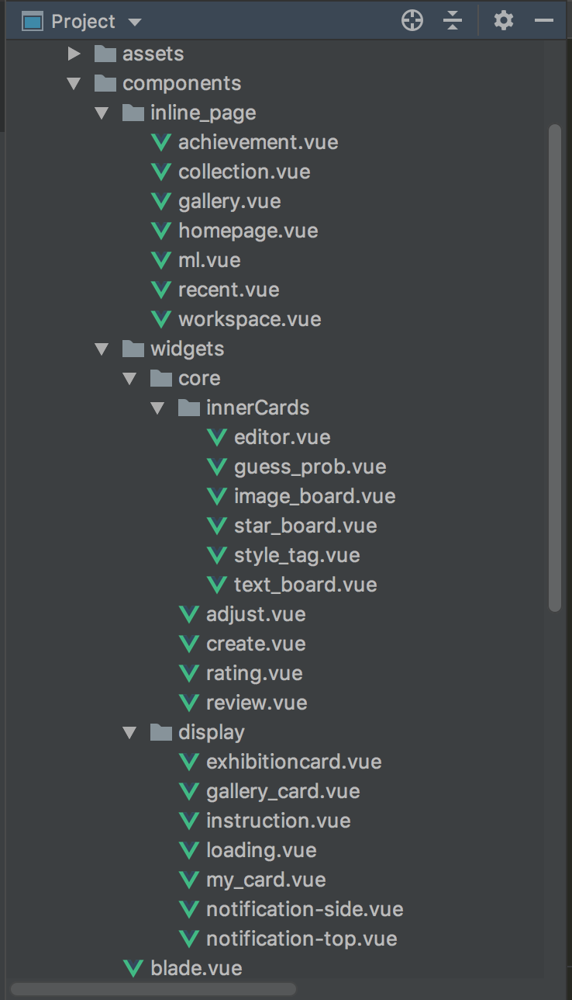 Project
assets
components
inline_page
achievement.vue
collection.vue
gallery.vue
homepage.vue
ml.vue
recent.vue
workspace.vue
widgets
core
innerCards
editor.vue
guess_prob.vue
image_board.vue
star_board.vue
style_tag.vue
text_board.vue
adjust.vue
create.vue
rating.vue
review.vue
display
exhibitioncard.vue
gallery_card.vue
instruction.vue
loading.vue
my_card.vue
notification-side.vue
notification-top.vue
blade.vue